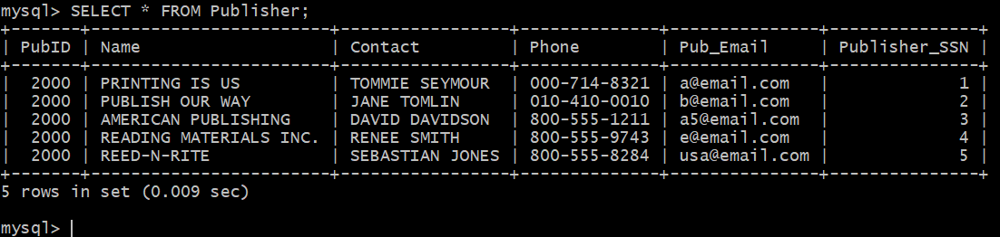 mysql> SELECT * FROM Publisher;
+-------+------------------------+-----------------+--------------+---------------+---------------+
| PubID | Name                   | Contact         | Phone        | Pub_Email     | Publisher_SSN |
+-------+------------------------+-----------------+--------------+---------------+---------------+
|  2000 | PRINTING IS US         | TOMMIE SEYMOUR  | 000-714-8321 | a@email.com   |             1 |
|  2000 | PUBLISH OUR WAY        | JANE TOMLIN     | 010-410-0010 | b@email.com   |             2 |
|  2000 | AMERICAN PUBLISHING    | DAVID DAVIDSON  | 800-555-1211 | a5@email.com  |             3 |
|  2000 | READING MATERIALS INC. | RENEE SMITH     | 800-555-9743 | e@email.com   |             4 |
|  2000 | REED-N-RITE            | SEBASTIAN JONES | 800-555-8284 | usa@email.com |             5 |
+-------+------------------------+-----------------+--------------+---------------+---------------+
5 rows in set (0.009 sec)
mysql>